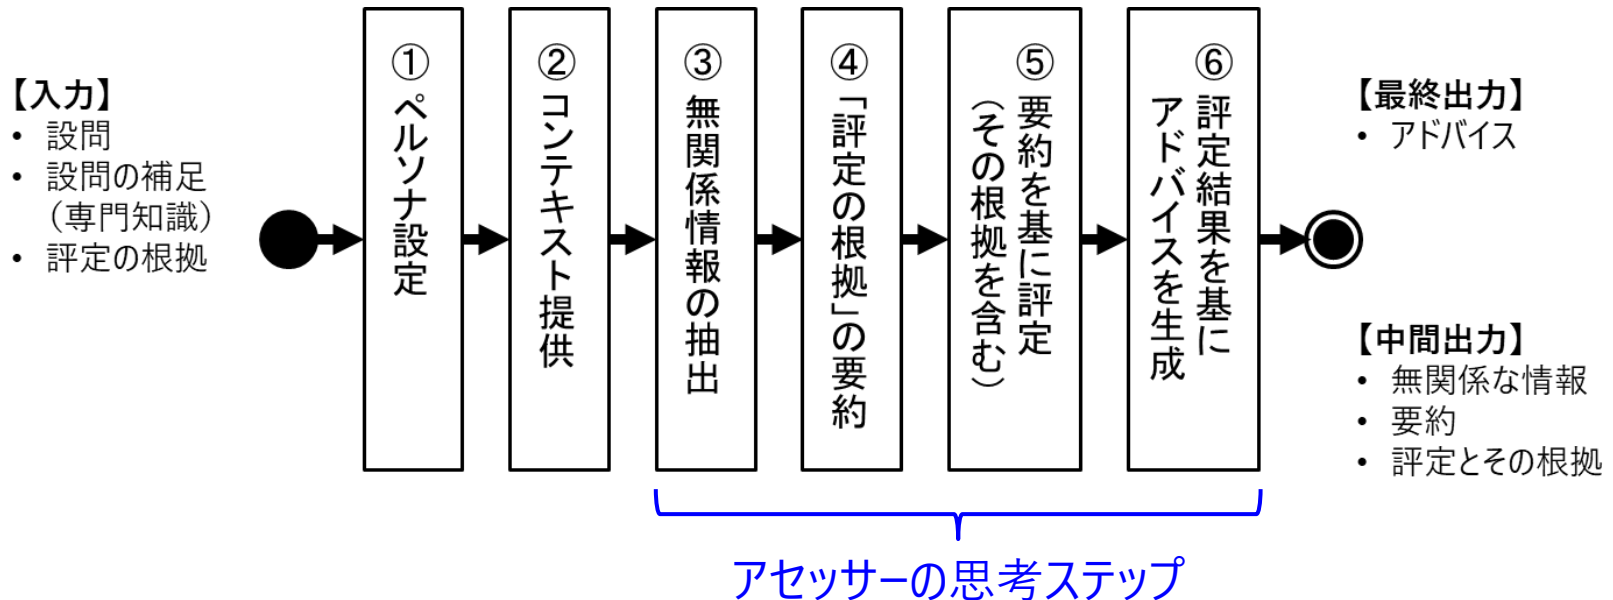 【入力】
• 設問
• 設問の補足
（専門知識）
• 評定の根拠
①ペルソナ設定
②コンテキスト提供
③無関係情報の抽出
④「評定の根拠」の要約
⑤要約を基に評定
（その根拠を含む）
⑥評定結果を基に
アドバイスを生成
【最終出力】
• アドバイス
【中間出力】
• 無関係な情報
• 要約
• 評定とその根拠
アセッサーの思考ステップ